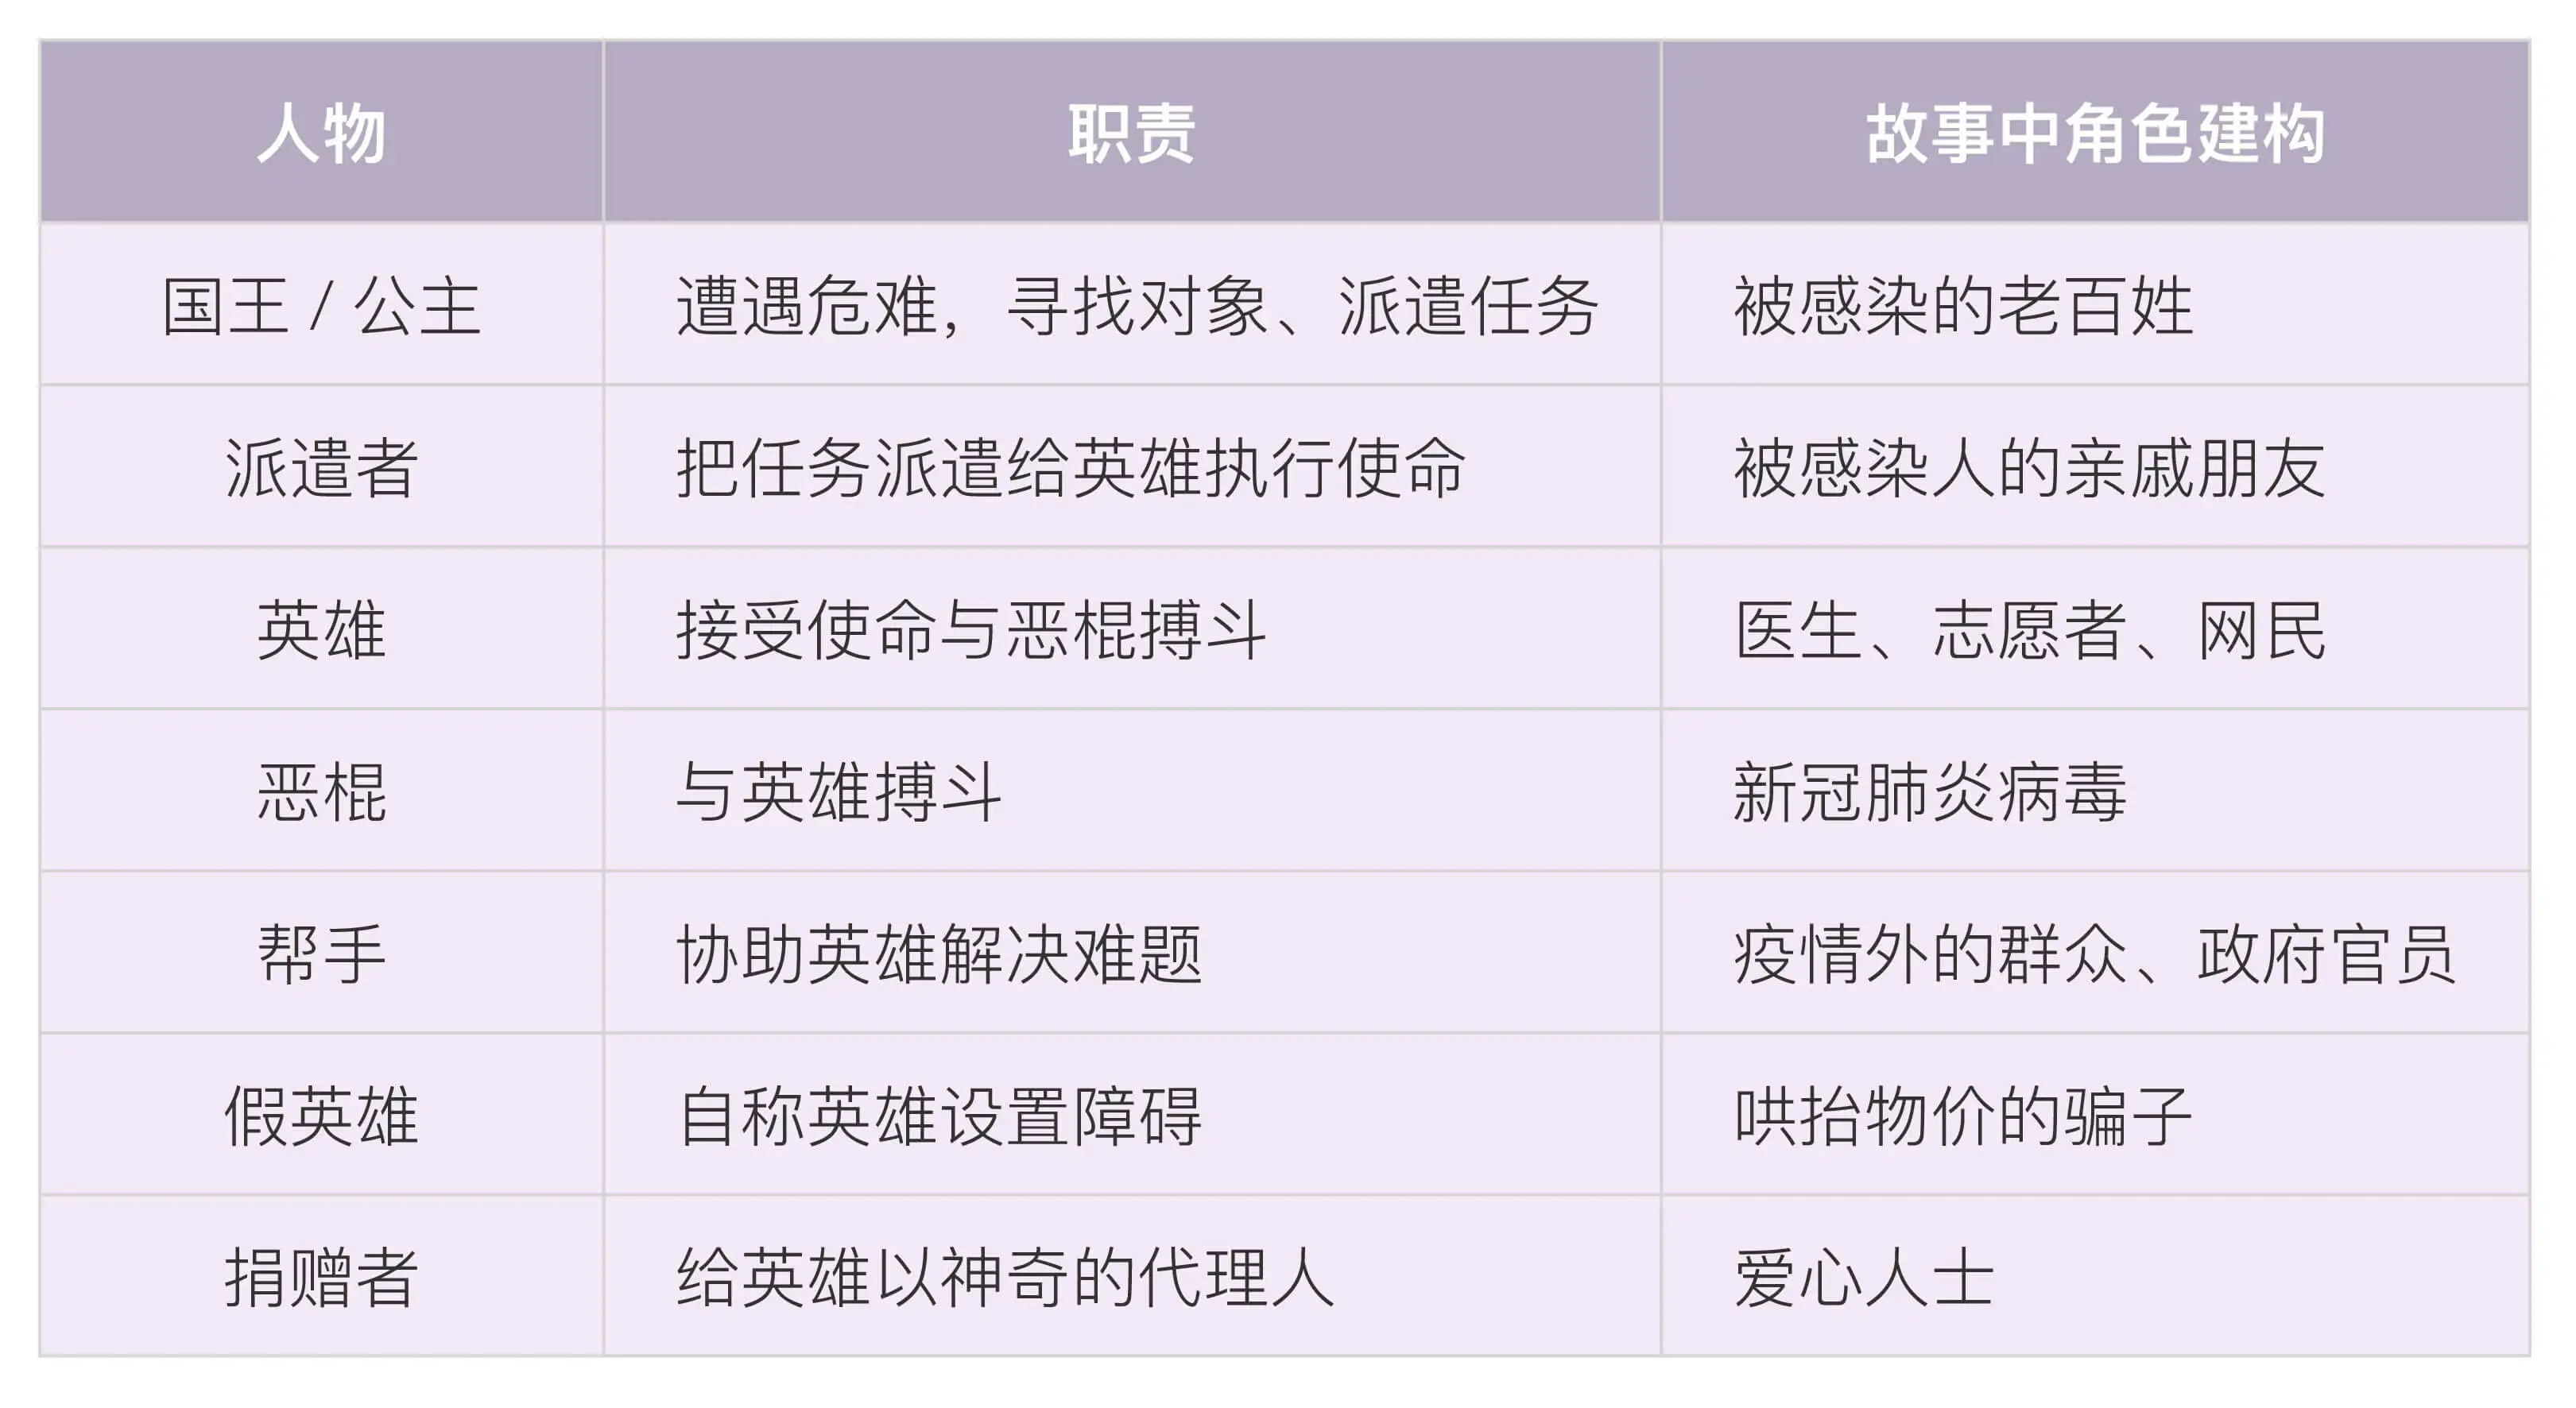 人物 职责 故事中角色建构
国王 / 公主 遭遇危难，寻找对象、派遣任务 被感染的老百姓
派遣者 把任务派遣给英雄执行使命 被感染人的亲戚朋友
英雄 接受使命与恶棍搏斗 医生、志愿者、网民
恶棍 与英雄搏斗 新冠肺炎病毒
帮手 协助英雄解决难题 疫情外的群众、政府官员
假英雄 自称英雄设置障碍 哄抬物价的骗子
捐赠者 给英雄以神奇的代理人 爱心人士